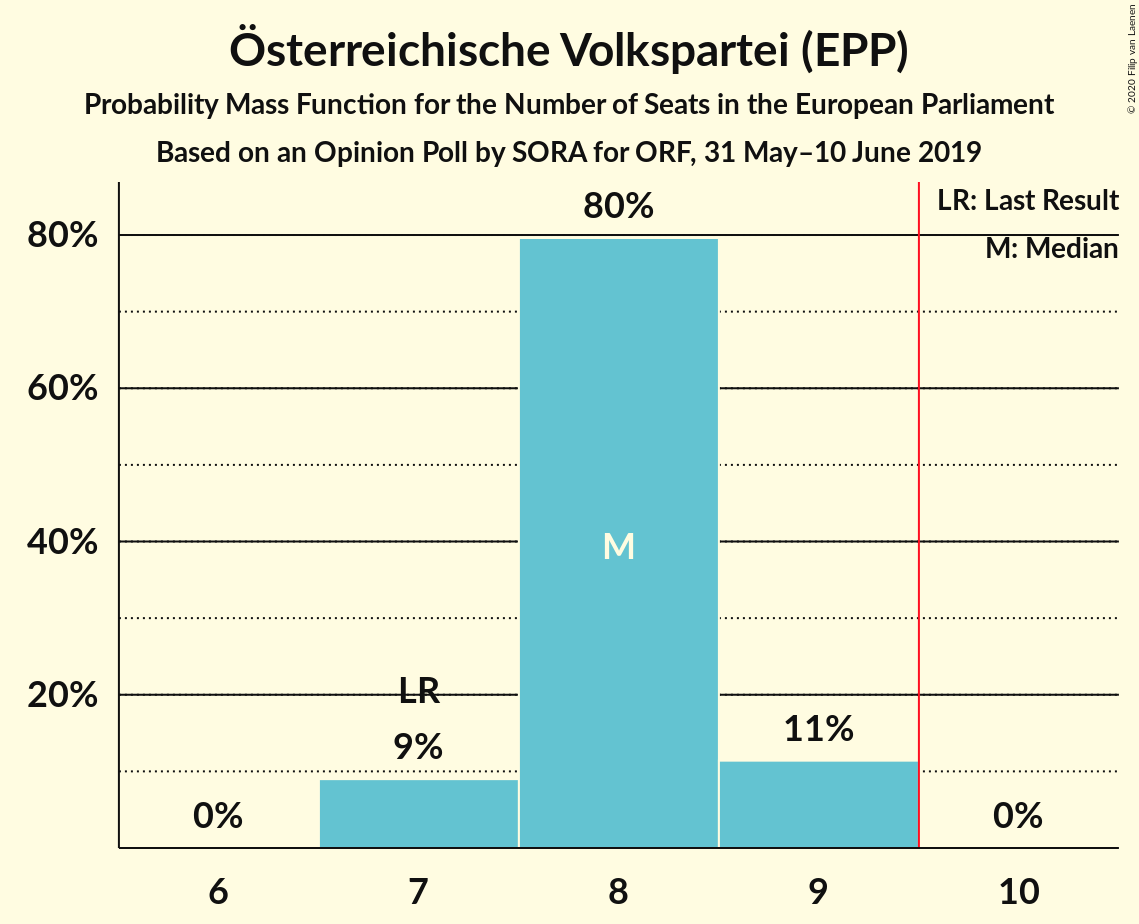 Österreichische Volkspartei (EPP)
Probability Mass Function for the Number of Seats in the European Parliament
Based on an Opinion Poll by SORA for ORF, 31 May–10 June 2019
© 2020 Filip van Laenen
LR: Last Result
M: Median
80%
60%
40%
20%
0%
LR
9%
80%
M
11%
0%
6
7
8
9
10